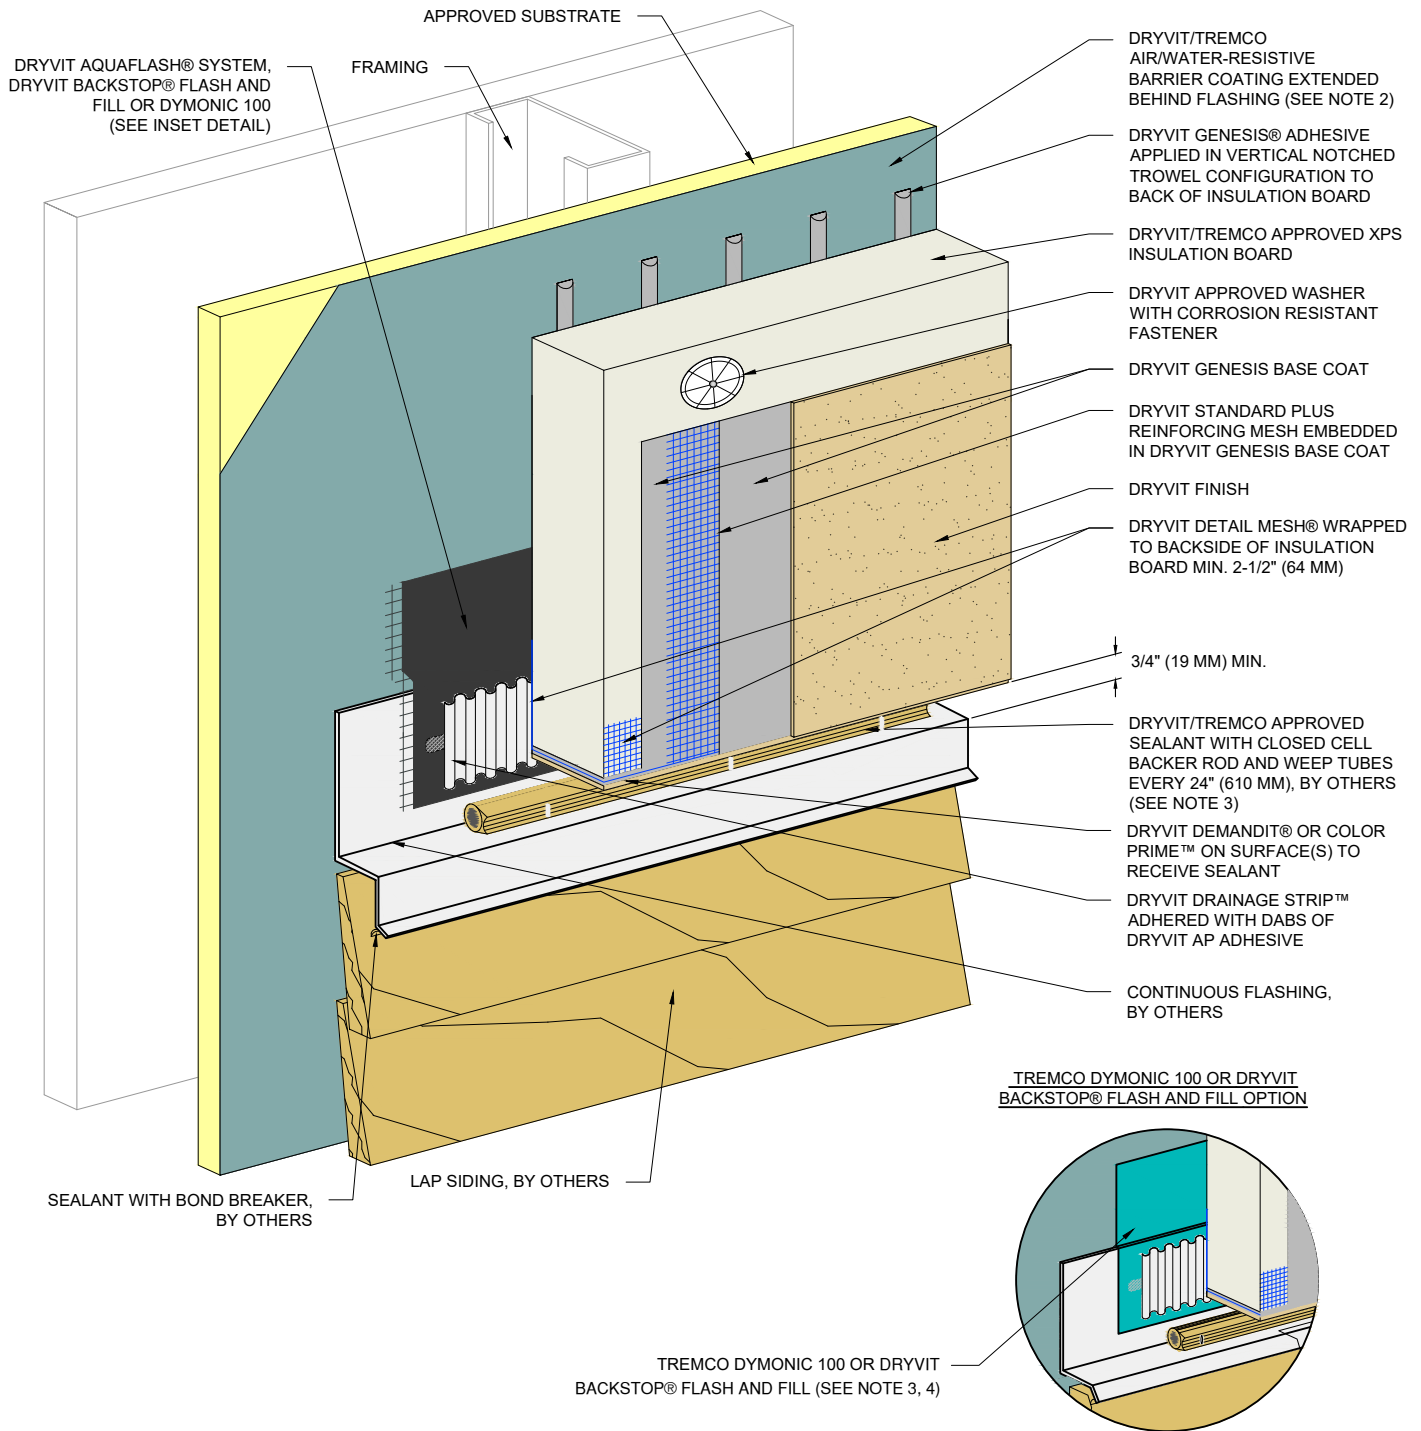 APPROVED SUBSTRATE
DRYVIT AQUAFLASH® SYSTEM,
DRYVIT BACKSTOP® FLASH AND
FILL OR DYMONIC 100
(SEE INSET DETAIL)
FRAMING
DRYVIT/TREMCO
AIR/WATER-RESISTIVE
BARRIER COATING EXTENDED
BEHIND FLASHING (SEE NOTE 2)
DRYVIT GENESIS® ADHESIVE
APPLIED IN VERTICAL NOTCHED
TROWEL CONFIGURATION TO
BACK OF INSULATION BOARD
DRYVIT/TREMCO APPROVED XPS
INSULATION BOARD
DRYVIT APPROVED WASHER
WITH CORROSION RESISTANT
FASTENER
DRYVIT GENESIS BASE COAT
DRYVIT STANDARD PLUS
REINFORCING MESH EMBEDDED
IN DRYVIT GENESIS BASE COAT
DRYVIT FINISH
DRYVIT DETAIL MESH® WRAPPED
TO BACKSIDE OF INSULATION
BOARD MIN. 2-1/2" (64 MM)
3/4" (19 MM) MIN.
DRYVIT/TREMCO APPROVED
SEALANT WITH CLOSED CELL
BACKER ROD AND WEEP TUBES
EVERY 24" (610 MM), BY OTHERS
(SEE NOTE 3)
DRYVIT DEMANDIT® OR COLOR
PRIME™ ON SURFACE(S) TO
RECEIVE SEALANT
DRYVIT DRAINAGE STRIP™
ADHERED WITH DABS OF
DRYVIT AP ADHESIVE
CONTINUOUS FLASHING,
BY OTHERS
TREMCO DYMONIC 100 OR DRYVIT
BACKSTOP® FLASH AND FILL OPTION
LAP SIDING, BY OTHERS
SEALANT WITH BOND BREAKER,
BY OTHERS
TREMCO DYMONIC 100 OR DRYVIT
BACKSTOP® FLASH AND FILL (SEE NOTE 3, 4)